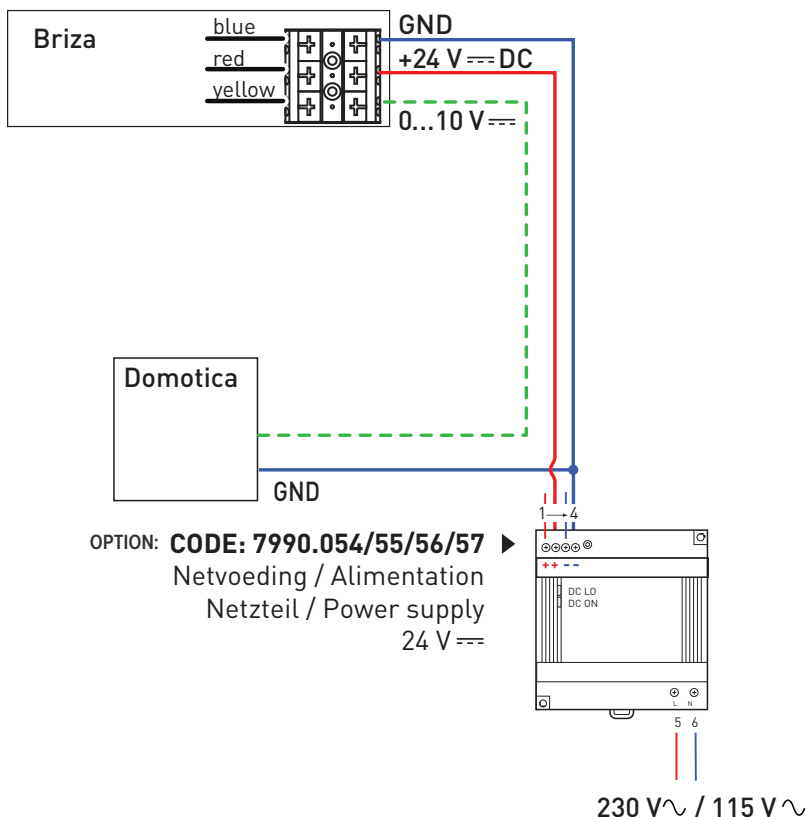 Briza
blue
red
yellow
GND
+24 V ⎓ DC
0...10 V ⎓
Domotica
GND
1→4
OPTION: CODE: 7990.054/55/56/57 ▶
Netvoeding / Alimentation
Netzteil / Power supply
24 V ⎓
++ --
DC LO
DC ON
L N
5 6
230 V∿ / 115 V∿